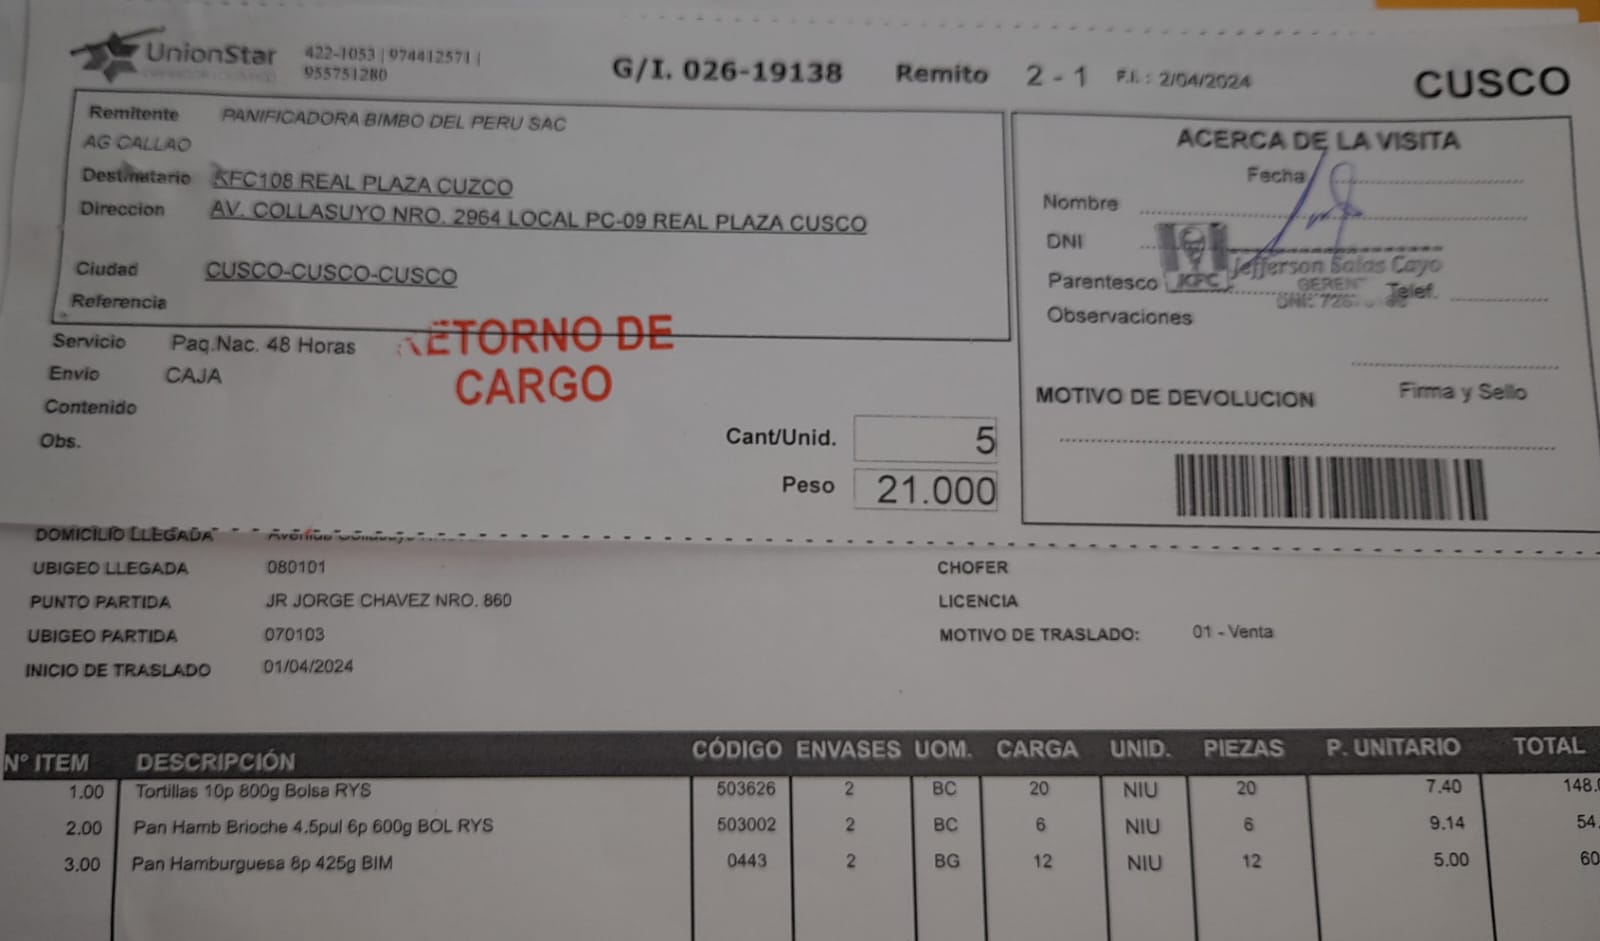 UnionStar
422-1053 | 974412571 |
955751280
G/I. 026-19138 Remito 2 - 1 F.I. : 2/04/2024 CUSCO
Remitente PANIFICADORA BIMBO DEL PERU SAC
AG CALLAO
Destinatario KFC108 REAL PLAZA CUZCO
Direccion AV. COLLASUYO NRO. 2964 LOCAL PC-09 REAL PLAZA CUSCO
Ciudad CUSCO-CUSCO-CUSCO
Referencia
Servicio Paq.Nac. 48 Horas
Envio CAJA
Contenido
Obs.
RETORNO DE
CARGO
Cant/Unid. 5
Peso 21.000
ACERCA DE LA VISITA
Fecha
Nombre
DNI
Jefferson Salas Cayo
Parentesco KFC Telef.
Observaciones
Firma y Sello
MOTIVO DE DEVOLUCION
DOMICILIO LLEGADA
UBIGEO LLEGADA 080101
PUNTO PARTIDA JR JORGE CHAVEZ NRO. 860
UBIGEO PARTIDA 070103
INICIO DE TRASLADO 01/04/2024
CHOFER
LICENCIA
MOTIVO DE TRASLADO: 01 - Venta
N° ITEM DESCRIPCIÓN CÓDIGO ENVASES UOM. CARGA UNID. PIEZAS P. UNITARIO TOTAL
1.00 Tortillas 10p 800g Bolsa RYS 503626 2 BC 20 NIU 20 7.40 148.
2.00 Pan Hamb Brioche 4.5pul 6p 600g BOL RYS 503002 2 BC 6 NIU 6 9.14 54.
3.00 Pan Hamburguesa 8p 425g BIM 0443 2 BG 12 NIU 12 5.00 60